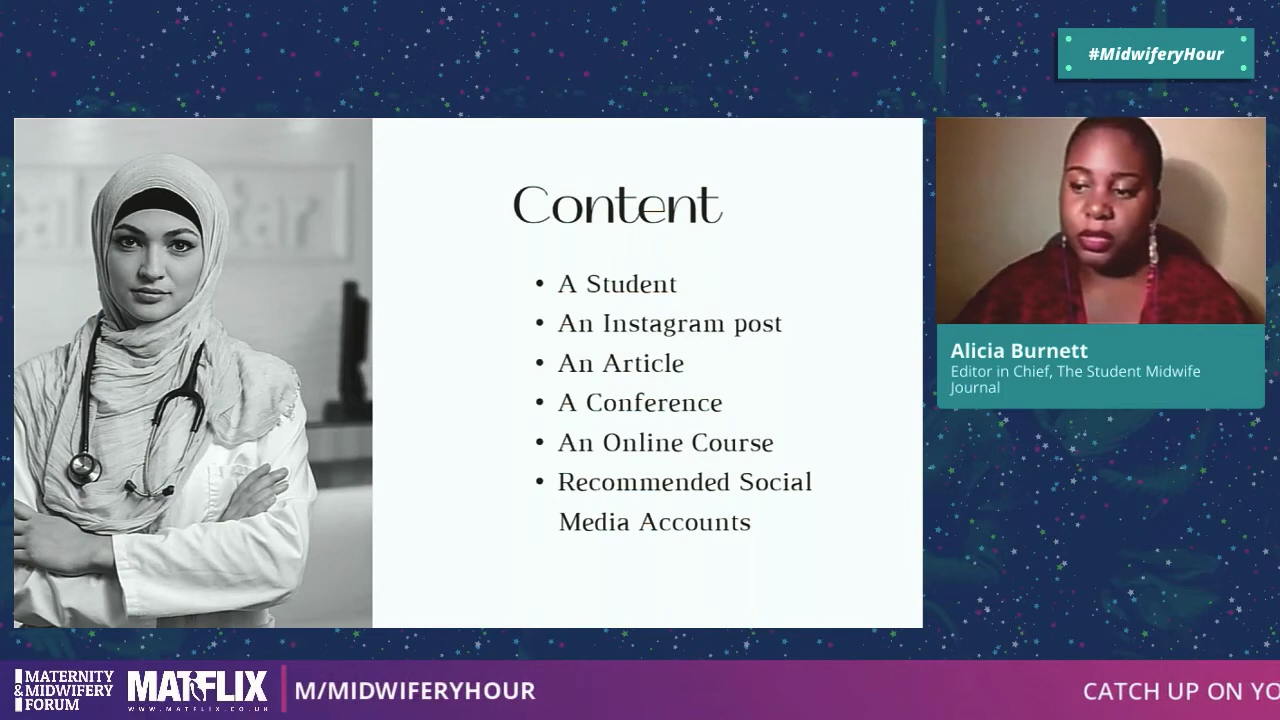 #MidwiferyHour
Content
• A Student
• An Instagram post
• An Article
• A Conference
• An Online Course
• Recommended Social
Media Accounts
Alicia Burnett
Editor in Chief, The Student Midwife
Journal
MATERNITY
&MIDWIFERY
FORUM
MATFLIX
WWW.MATFLIX.CO.UK
M/MIDWIFERYHOUR
CATCH UP ON YO